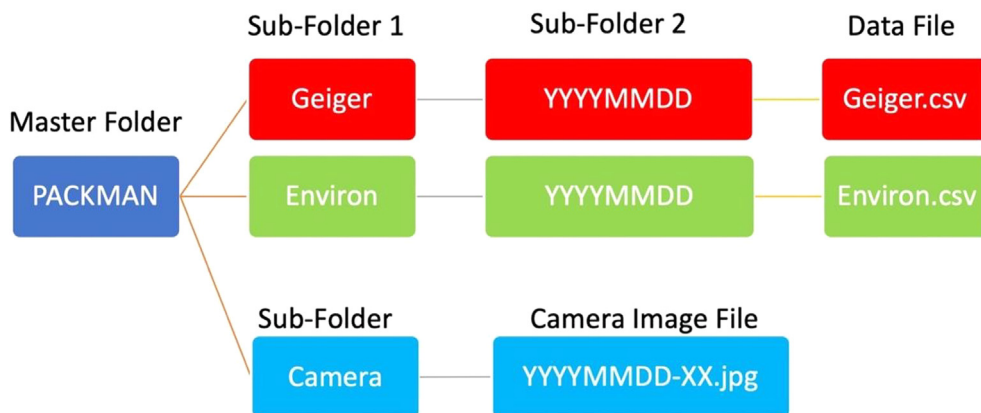 Sub-Folder 1
Sub-Folder 2
Data File
Geiger
YYYYMMDD
Geiger.csv
Master Folder
PACKMAN
Environ
YYYYMMDD
Environ.csv
Sub-Folder
Camera Image File
Camera
YYYYMMDD-XX.jpg